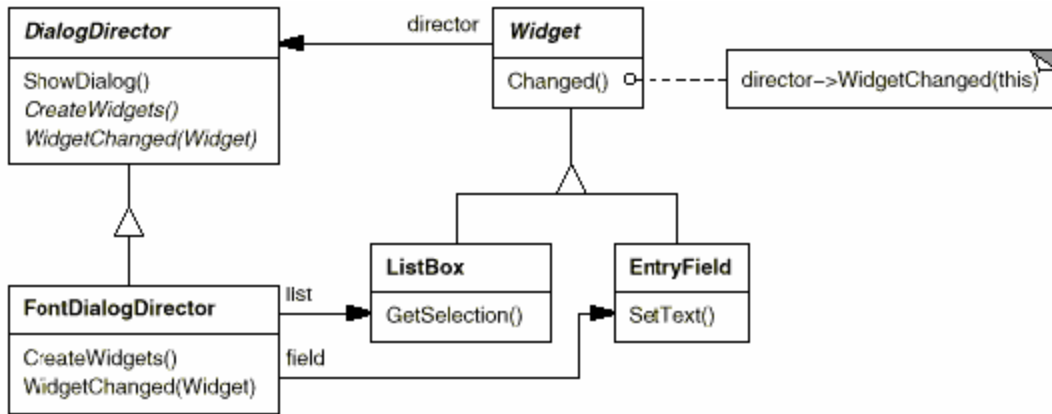 DialogDirector
ShowDialog()
CreateWidgets()
WidgetChanged(Widget)
director
Widget
Changed()
director->WidgetChanged(this)
FontDialogDirector
CreateWidgets()
WidgetChanged(Widget)
list
field
ListBox
GetSelection()
EntryField
SetText()